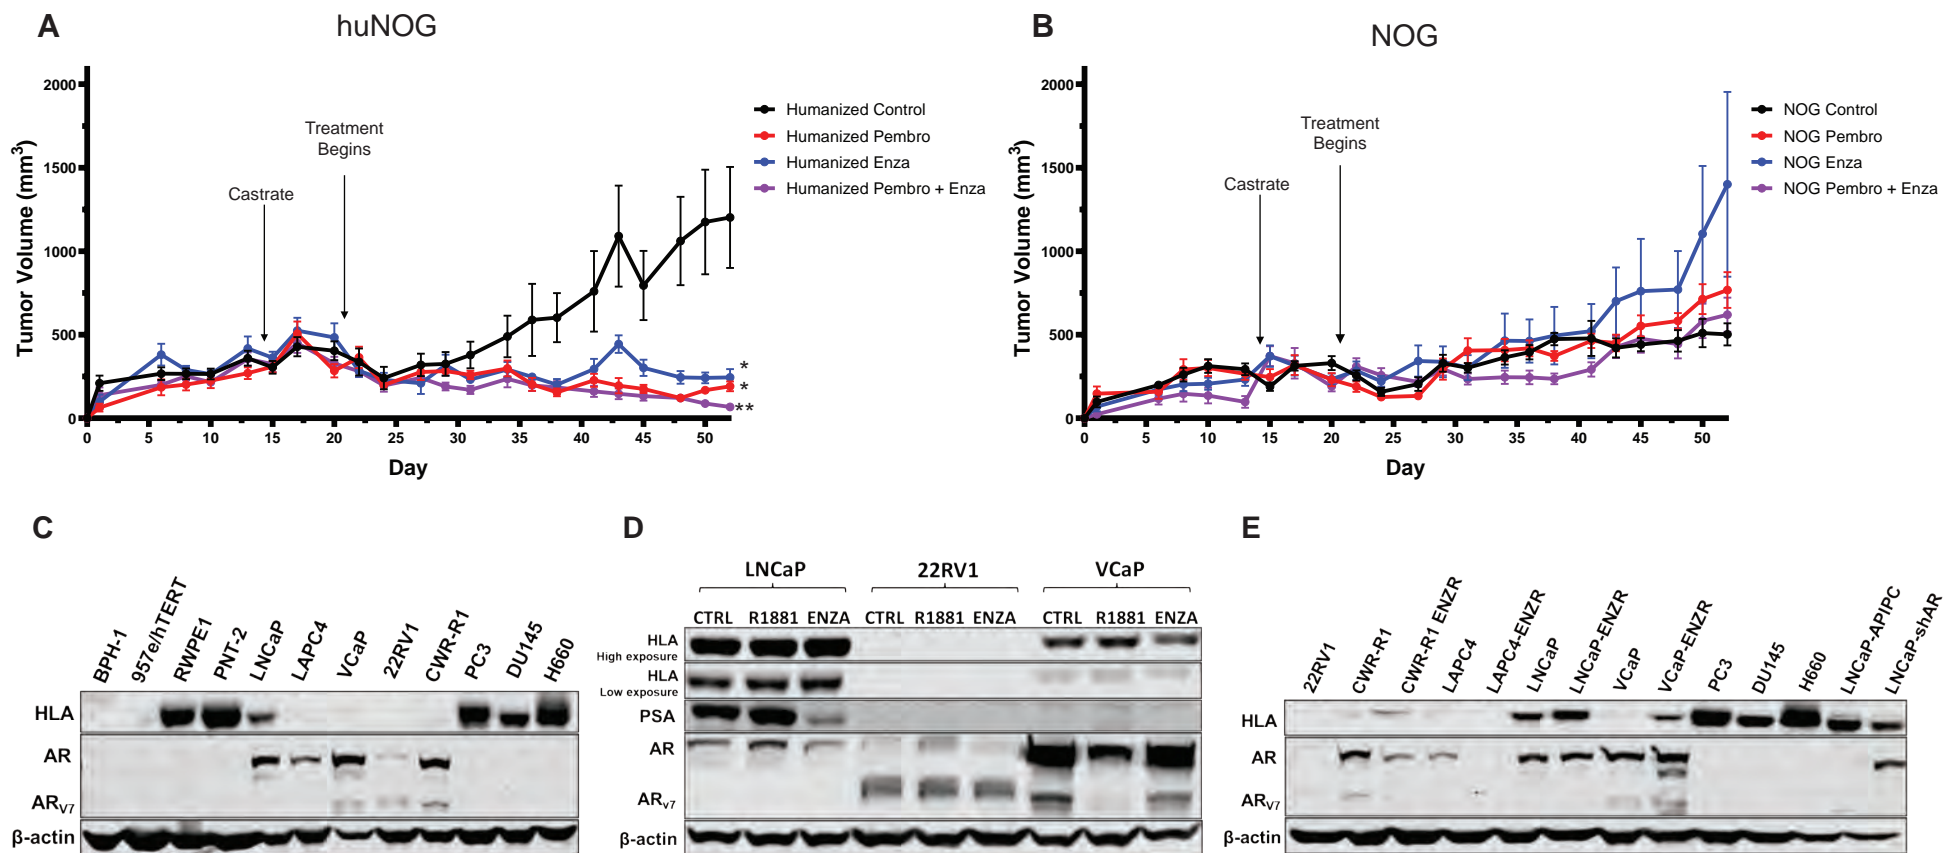 A
huNOG
Tumor Volume (mm³)
2000
1500
1000
500
0
0 5 10 15 20 25 30 35 40 45 50
Day
Castrate
Treatment
Begins
Humanized Control
Humanized Pembro
Humanized Enza
Humanized Pembro + Enza
*
*
**
B
NOG
Tumor Volume (mm³)
2000
1500
1000
500
0
0 5 10 15 20 25 30 35 40 45 50
Day
Castrate
Treatment
Begins
NOG Control
NOG Pembro
NOG Enza
NOG Pembro + Enza
C
BPH-1 957e/hTERT RWPE1 PNT-2 LNCaP LAPC4 VCaP 22RV1 CWR-R1 PC3 DU145 H660
HLA
AR
ARV7
β-actin
D
LNCaP 22RV1 VCaP
CTRL R1881 ENZA CTRL R1881 ENZA CTRL R1881 ENZA
HLA
High exposure
HLA
Low exposure
PSA
AR
ARV7
β-actin
E
22RV1 CWR-R1 CWR-R1 ENZR LAPC4 LAPC4-ENZR LNCaP LNCaP-ENZR VCaP VCaP-ENZR PC3 DU145 H660 LNCaP-APIPC LNCaP-shAR
HLA
AR
ARV7
β-actin